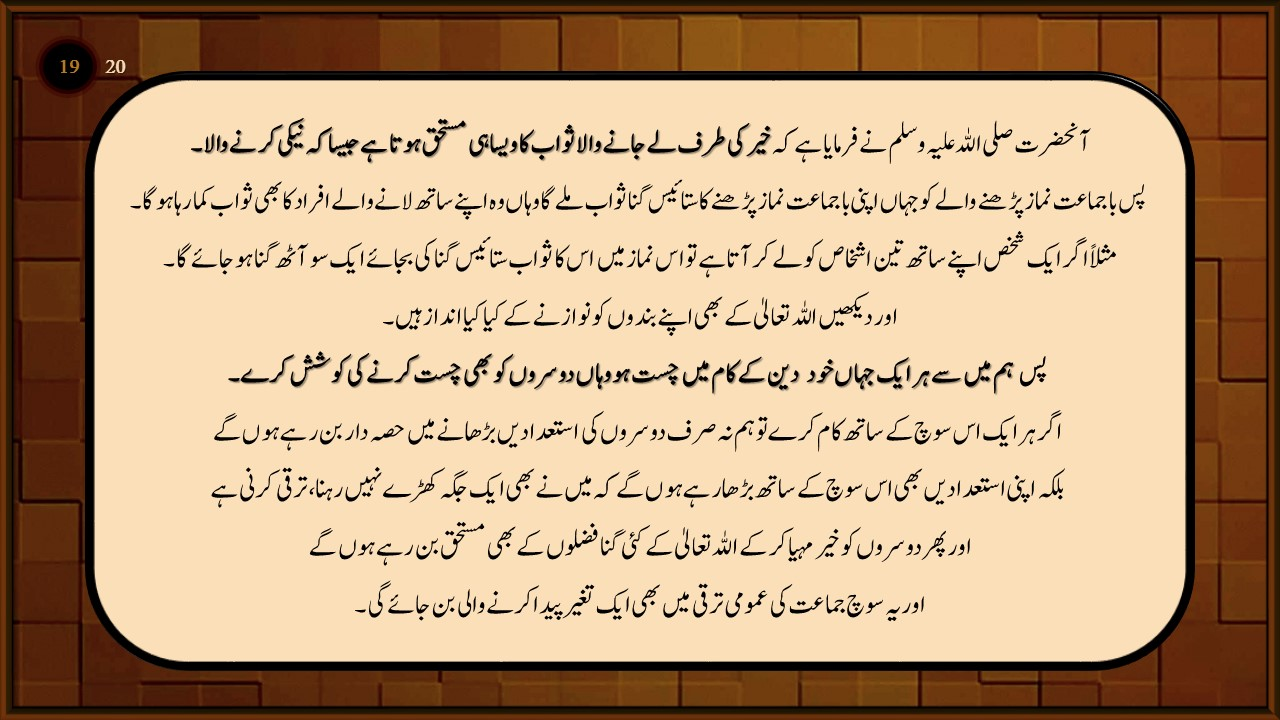 19 20
آنحضرت صلی اللہ علیہ وسلم نے فرمایا ہے کہ خیر کی طرف لے جانے والا ثواب کا ویسا ہی مستحق ہوتا ہے جیسا کہ نیکی کرنے والا۔
پس باجماعت نماز پڑھنے والے کو جہاں اپنی باجماعت نماز پڑھنے کا ستائیس گنا ثواب ملے گا وہاں وہ اپنے ساتھ لانے والے افراد کا بھی ثواب کما رہا ہو گا۔
مثلاً اگر ایک شخص اپنے ساتھ تین اشخاص کو لے کر آتا ہے تو اس نماز میں اس کا ثواب ستائیس گنا کی بجائے ایک سو آٹھ گنا ہو جائے گا۔
اور دیکھیں اللہ تعالیٰ کے بھی اپنے بندوں کو نوازنے کے کیا کیا انداز ہیں۔
پس ہم میں سے ہر ایک جہاں خود دین کے کام میں چست ہو وہاں دوسروں کو بھی چست کرنے کی کوشش کرے۔
اگر ہر ایک اس سوچ کے ساتھ کام کرے تو ہم نہ صرف دوسروں کی استعدادیں بڑھانے میں حصہ دار بن رہے ہوں گے
بلکہ اپنی استعدادیں بھی اس سوچ کے ساتھ بڑھا رہے ہوں گے کہ میں نے بھی ایک جگہ کھڑے نہیں رہنا، ترقی کرنی ہے
اور پھر دوسروں کو خیر مہیا کر کے اللہ تعالیٰ کے کئی گنا فضلوں کے بھی مستحق بن رہے ہوں گے
اور یہ سوچ جماعت کی عمومی ترقی میں بھی ایک تغیر پیدا کرنے والی بن جائے گی۔